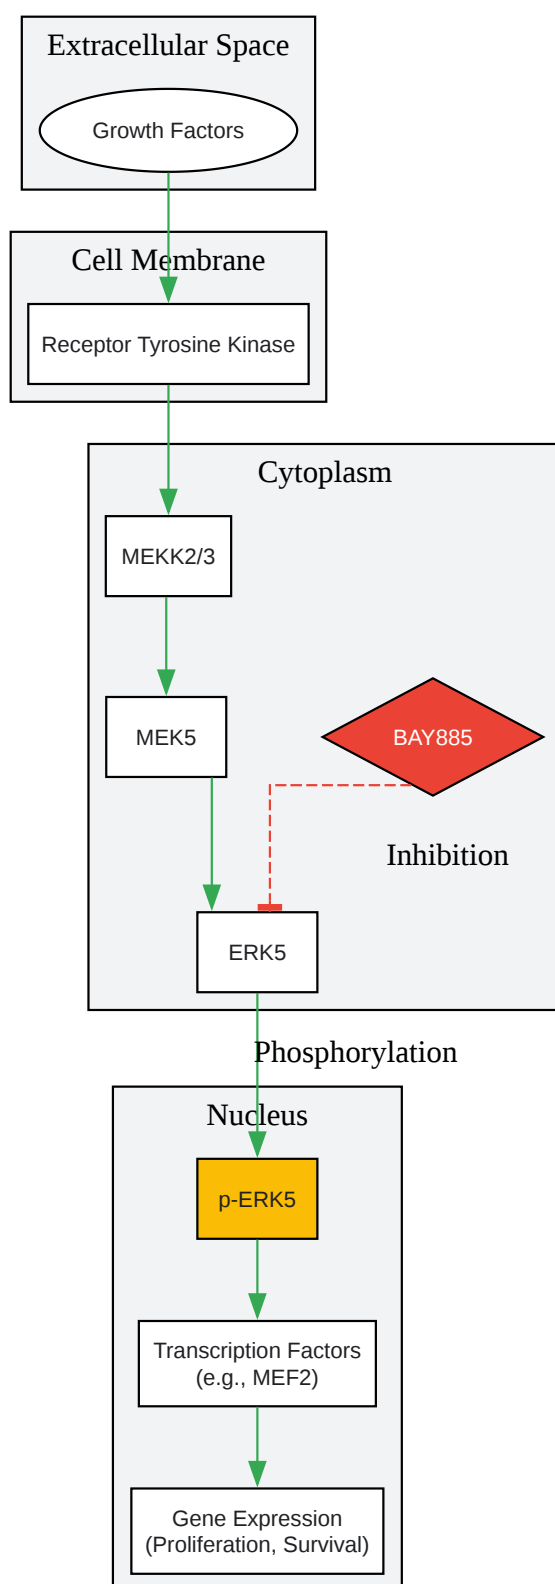 Extracellular Space
Growth Factors
Cell Membrane
Receptor Tyrosine Kinase
Cytoplasm
MEKK2/3
MEK5
BAY885
Inhibition
ERK5
Phosphorylation
Nucleus
p-ERK5
Transcription Factors
(e.g., MEF2)
Gene Expression
(Proliferation, Survival)